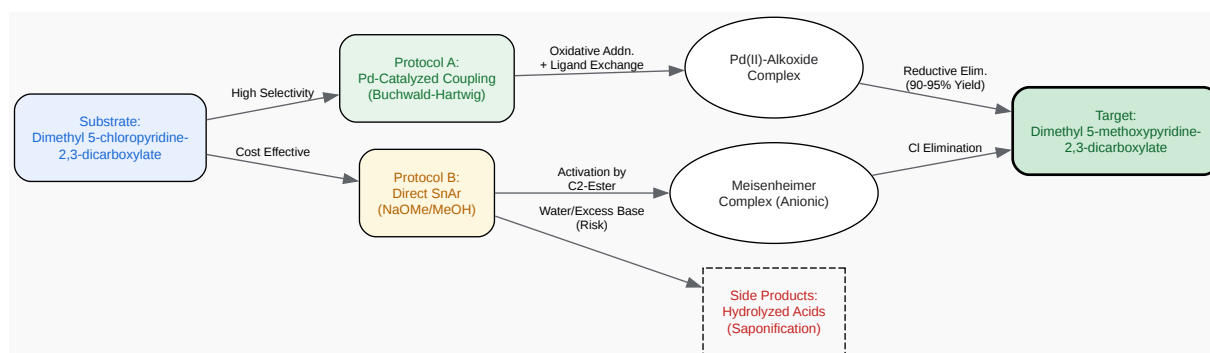 Substrate:
Dimethyl 5-chloropyridine-
2,3-dicarboxylate
High Selectivity
Cost Effective
Protocol A:
Pd-Catalyzed Coupling
(Buchwald-Hartwig)
Protocol B:
Direct SnAr
(NaOMe/MeOH)
Oxidative Addn.
+ Ligand Exchange
Activation by
C2-Ester
Water/Excess Base
(Risk)
Pd(II)-Alkoxide
Complex
Meisenheimer
Complex (Anionic)
Side Products:
Hydrolyzed Acids
(Saponification)
Reductive Elim.
(90-95% Yield)
Cl Elimination
Target:
Dimethyl 5-methoxypyridine-
2,3-dicarboxylate